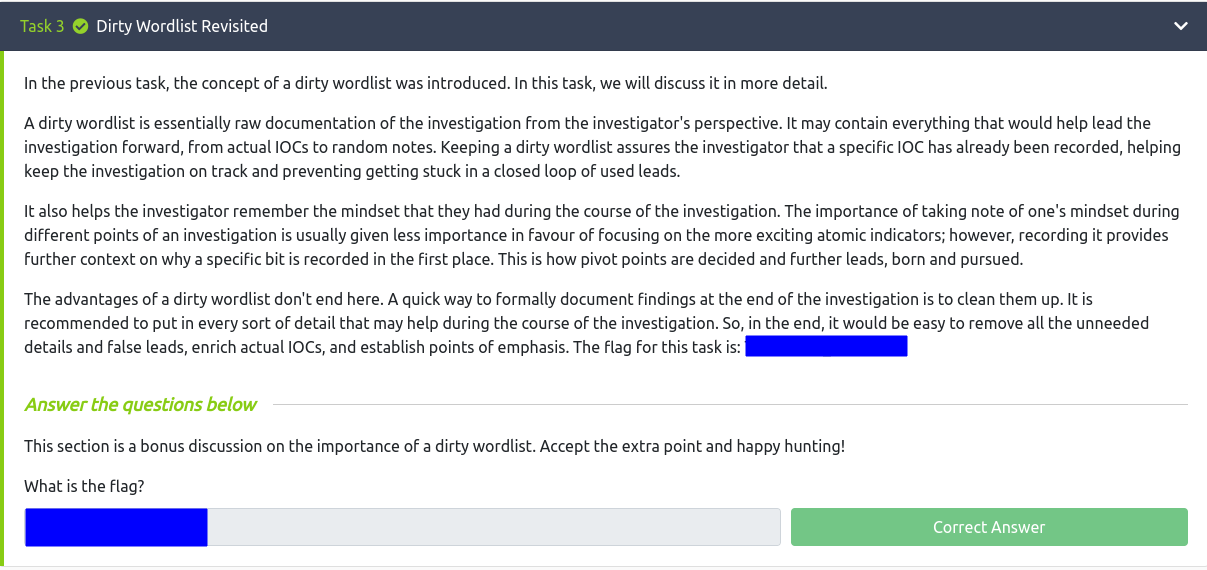 Task 3 Dirty Wordlist Revisited
In the previous task, the concept of a dirty wordlist was introduced. In this task, we will discuss it in more detail.
A dirty wordlist is essentially raw documentation of the investigation from the investigator's perspective. It may contain everything that would help lead the
investigation forward, from actual IOCs to random notes. Keeping a dirty wordlist assures the investigator that a specific IOC has already been recorded, helping
keep the investigation on track and preventing getting stuck in a closed loop of used leads.
It also helps the investigator remember the mindset that they had during the course of the investigation. The importance of taking note of one's mindset during
different points of an investigation is usually given less importance in favour of focusing on the more exciting atomic indicators; however, recording it provides
further context on why a specific bit is recorded in the first place. This is how pivot points are decided and further leads, born and pursued.
The advantages of a dirty wordlist don't end here. A quick way to formally document findings at the end of the investigation is to clean them up. It is
recommended to put in every sort of detail that may help during the course of the investigation. So, in the end, it would be easy to remove all the unneeded
details and false leads, enrich actual IOCs, and establish points of emphasis. The flag for this task is:
Answer the questions below
This section is a bonus discussion on the importance of a dirty wordlist. Accept the extra point and happy hunting!
What is the flag?
Correct Answer